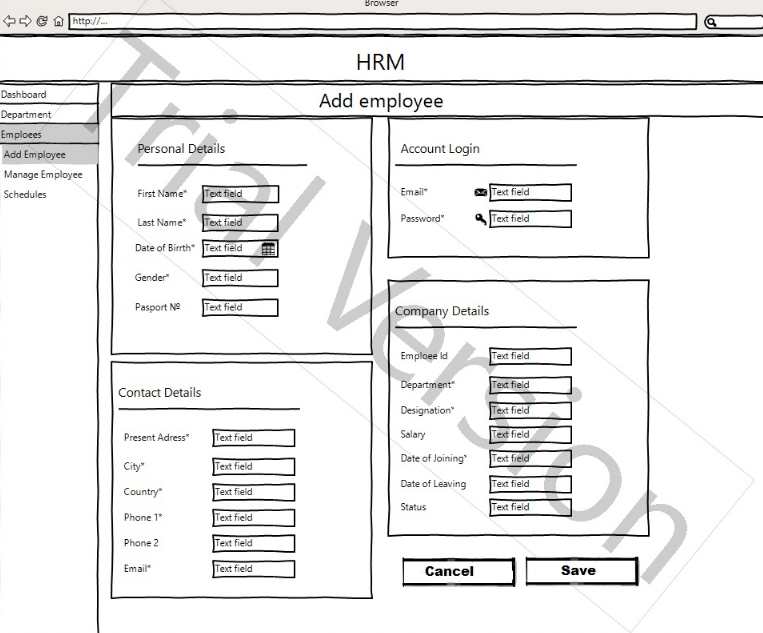 Browser
http://...
HRM
Dashboard
Department
Emploees
Add Employee
Manage Employee
Schedules
Add employee
Personal Details
First Name* Text field
Last Name* Text field
Date of Birrth* Text field
Gender* Text field
Pasport Nº Text field
Contact Details
Present Adress* Text field
City* Text field
Country* Text field
Phone 1* Text field
Phone 2 Text field
Email* Text field
Account Login
Email* Text field
Password* Text field
Company Details
Emploee Id Text field
Department* Text field
Designation* Text field
Salary Text field
Date of Joining* Text field
Date of Leaving Text field
Status Text field
Cancel Save
Trial Version